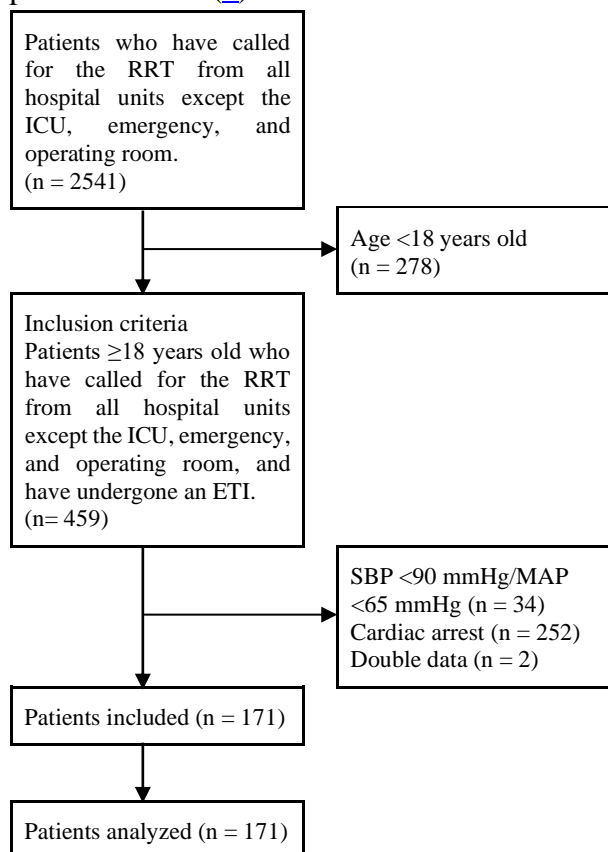 Patients who have called
for the RRT from all
hospital units except the
ICU, emergency, and
operating room.
(n = 2541)
Age <18 years old
(n = 278)
Inclusion criteria
Patients ≥18 years old who
have called for the RRT
from all hospital units
except the ICU, emergency,
and operating room, and
have undergone an ETI.
(n= 459)
SBP <90 mmHg/MAP
<65 mmHg (n = 34)
Cardiac arrest (n = 252)
Double data (n = 2)
Patients included (n = 171)
Patients analyzed (n = 171)